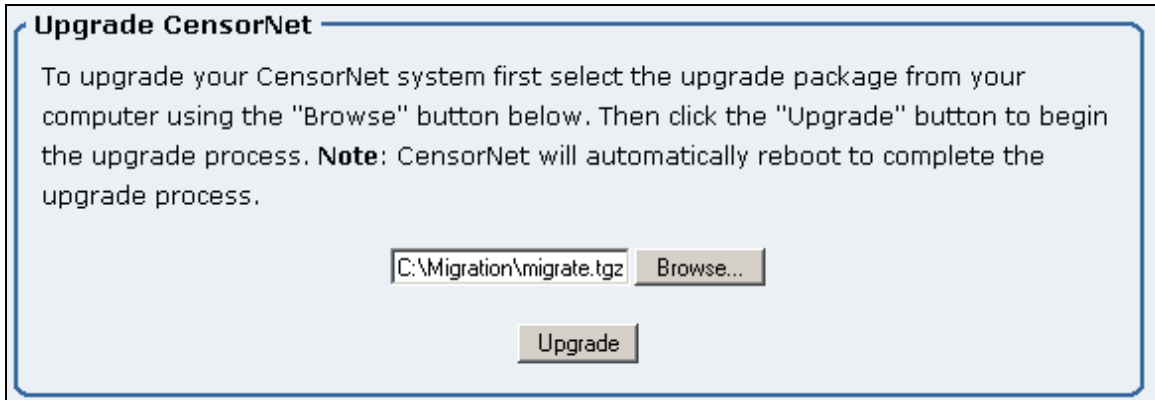 Upgrade CensorNet
To upgrade your CensorNet system first select the upgrade package from your
computer using the "Browse" button below. Then click the "Upgrade" button to begin
the upgrade process. Note: CensorNet will automatically reboot to complete the
upgrade process.
C:\Migration\migrate.tgz Browse...
Upgrade